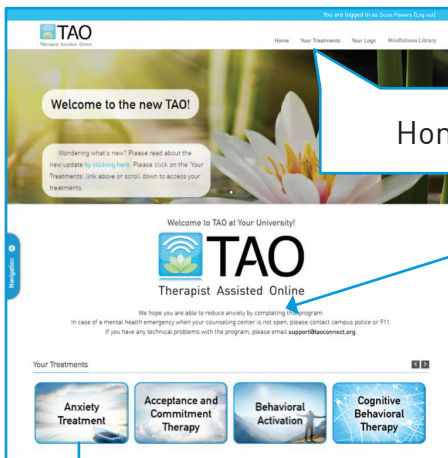 You are logged in as Suzie Powers [Log out]
TAO
Therapist Assisted Online
Home Your Treatments Your Logs Mindfulness Library
Welcome to the new TAO!
Wondering what's new? Please read about the
new update by clicking here. Please click on the 'Your
Treatments' link above or scroll down to access your
treatments.
Hon
Navigation
Welcome to TAO at Your University!
TAO
Therapist Assisted Online
We hope you are able to reduce anxiety by completing this program.
In case of a mental health emergency when your counseling center is not open, please contact campus police or 911.
If you have any technical problems with the program, please email support@taoconnect.org.
Your Treatments
Anxiety
Treatment
Acceptance and
Commitment
Therapy
Behavioral
Activation
Cognitive
Behavioral
Therapy